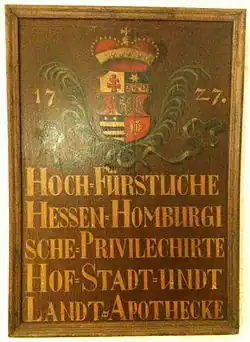 17 27.
HOCH=FÜRSTLICHE
HESSEN=HOMBURGI
SCHE=PRIVILECHIRTE
HOF=STADT=UNDT
LANDT=APOTHECKE